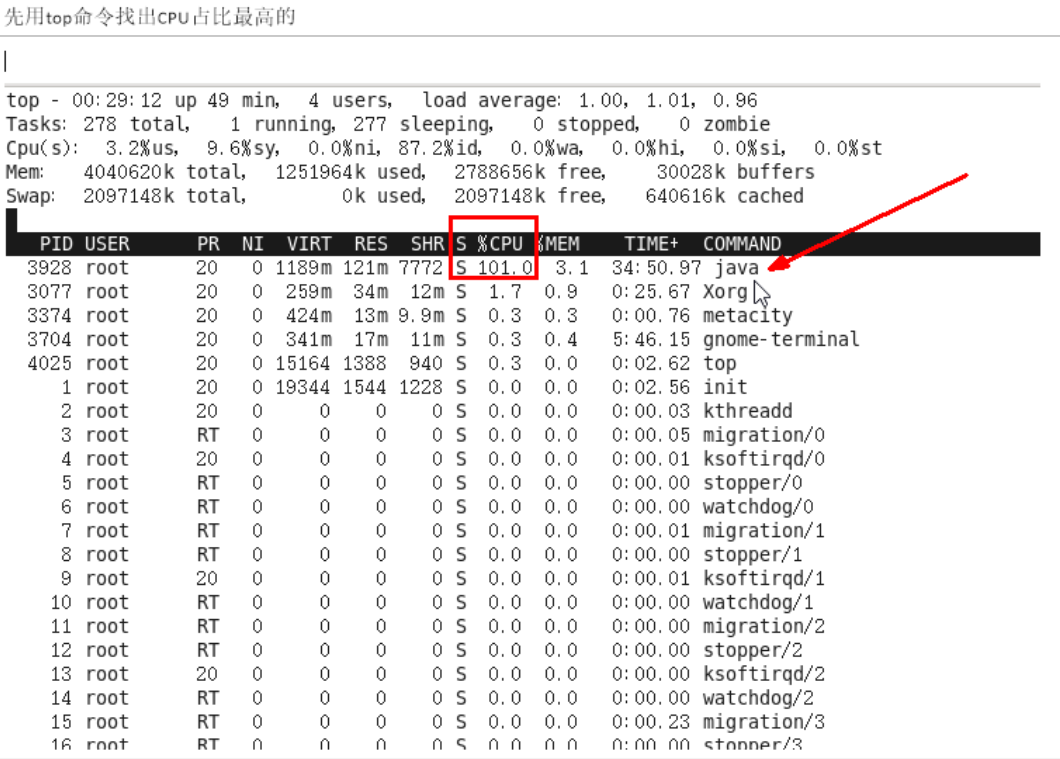 先用top命令找出CPU占比最高的
top - 00:29:12 up 49 min,  4 users,  load average: 1.00, 1.01, 0.96
Tasks: 278 total,   1 running, 277 sleeping,   0 stopped,   0 zombie
Cpu(s):  3.2%us,  9.6%sy,  0.0%ni, 87.2%id,  0.0%wa,  0.0%hi,  0.0%si,  0.0%st
Mem:   4040620k total,  1251964k used,  2788656k free,    30028k buffers
Swap:  2097148k total,        0k used,  2097148k free,   640616k cached
PID USER PR NI VIRT RES SHR S %CPU %MEM TIME+ COMMAND
3928 root 20 0 1189m 121m 7772 S 101.0 3.1 34:50.97 java
3077 root 20 0 259m 34m 12m S 1.7 0.9 0:25.67 Xorg
3374 root 20 0 424m 13m 9.9m S 0.3 0.3 0:00.76 metacity
3704 root 20 0 341m 17m 11m S 0.3 0.4 5:46.15 gnome-terminal
4025 root 20 0 15164 1388 940 S 0.3 0.0 0:02.62 top
1 root 20 0 19344 1544 1228 S 0.0 0.0 0:02.56 init
2 root 20 0 0 0 0 S 0.0 0.0 0:00.03 kthreadd
3 root RT 0 0 0 0 S 0.0 0.0 0:00.05 migration/0
4 root 20 0 0 0 0 S 0.0 0.0 0:00.01 ksoftirqd/0
5 root RT 0 0 0 0 S 0.0 0.0 0:00.00 stopper/0
6 root RT 0 0 0 0 S 0.0 0.0 0:00.00 watchdog/0
7 root RT 0 0 0 0 S 0.0 0.0 0:00.01 migration/1
8 root RT 0 0 0 0 S 0.0 0.0 0:00.00 stopper/1
9 root 20 0 0 0 0 S 0.0 0.0 0:00.01 ksoftirqd/1
10 root RT 0 0 0 0 S 0.0 0.0 0:00.00 watchdog/1
11 root RT 0 0 0 0 S 0.0 0.0 0:00.00 migration/2
12 root RT 0 0 0 0 S 0.0 0.0 0:00.00 stopper/2
13 root 20 0 0 0 0 S 0.0 0.0 0:00.00 ksoftirqd/2
14 root RT 0 0 0 0 S 0.0 0.0 0:00.00 watchdog/2
15 root RT 0 0 0 0 S 0.0 0.0 0:00.23 migration/3
16 root RT 0 0 0 0 S 0.0 0.0 0:00.00 stopper/3